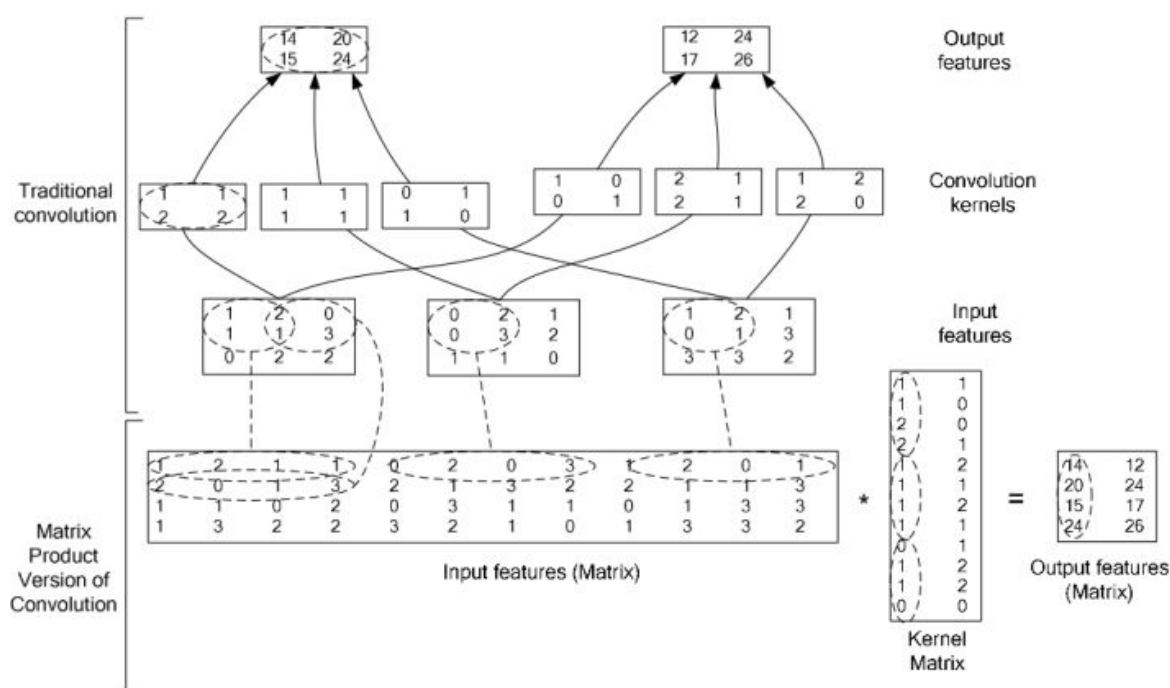 14 20
15 24
12 24
17 26
Output
features
Traditional
convolution
1 1
2 2
1 1
1 1
0 1
1 0
1 0
0 1
2 1
2 1
1 2
2 0
Convolution
kernels
1 2 0
1 1 3
0 2 2
0 2 1
0 3 2
1 1 0
1 2 1
0 1 3
3 3 2
Input
features
Matrix
Product
Version of
Convolution
1 2 1 1 0 2 0 3 1 2 0 1
2 0 1 3 2 1 3 2 2 1 1 3
1 1 0 2 0 3 1 1 0 1 3 3
1 3 2 2 3 2 1 0 1 3 3 2
Input features (Matrix)
*
1 1
1 0
2 0
2 1
1 2
1 1
1 2
1 1
0 1
1 2
1 2
0 0
Kernel
Matrix
=
14 12
20 24
15 17
24 26
Output features
(Matrix)